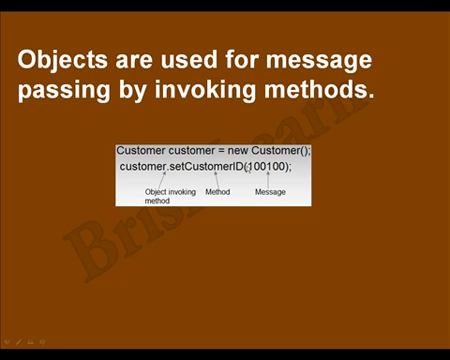 Objects are used for message
passing by invoking methods.
Customer customer = new Customer();
customer.setCustomerID(100100);
Object invoking
method
Method
Message